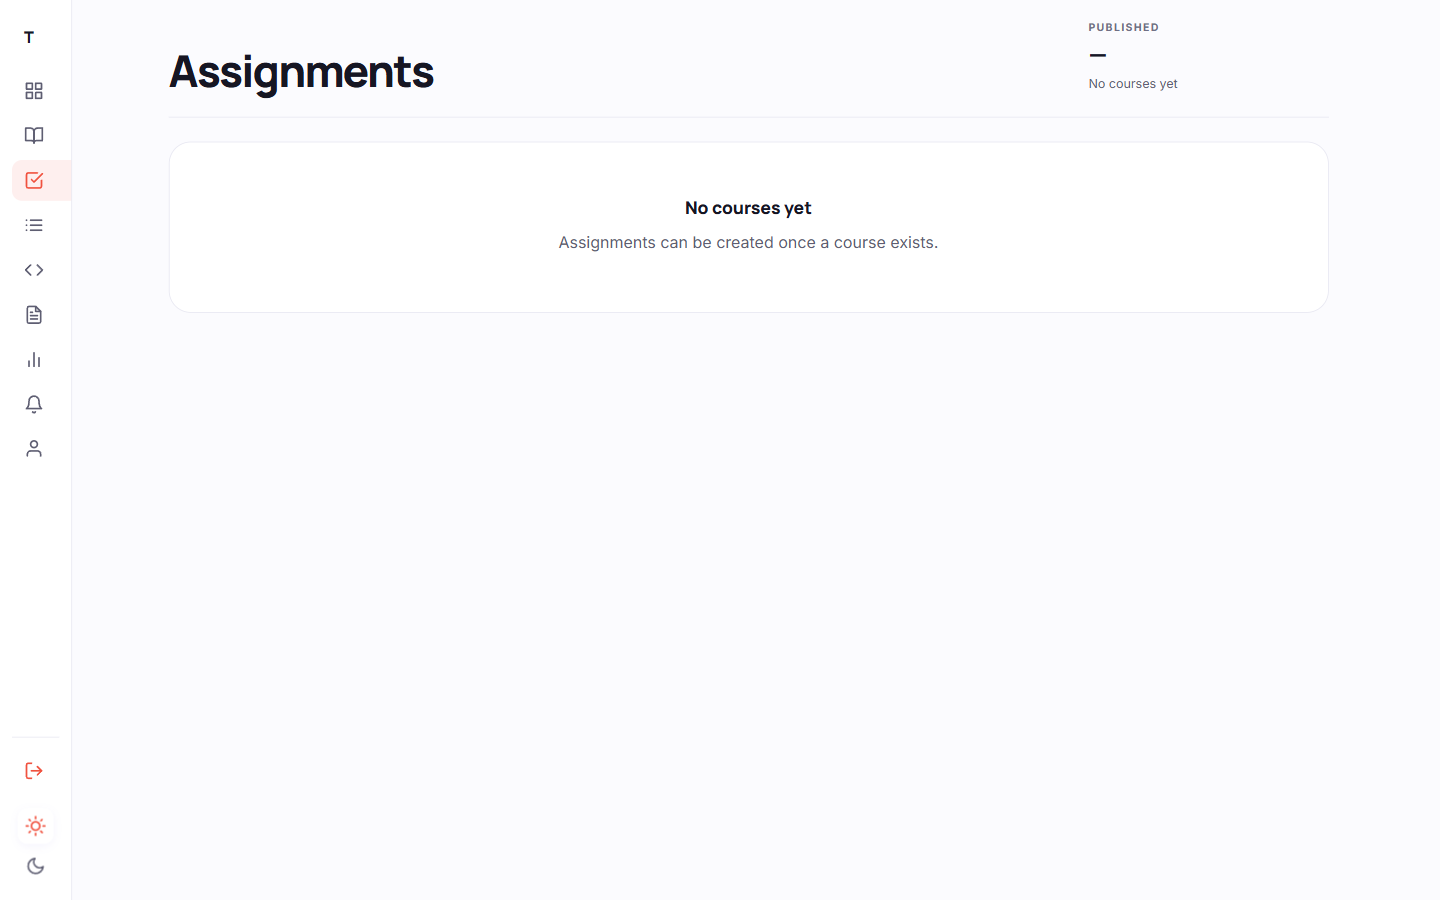 T
Assignments
PUBLISHED
–
No courses yet
No courses yet
Assignments can be created once a course exists.